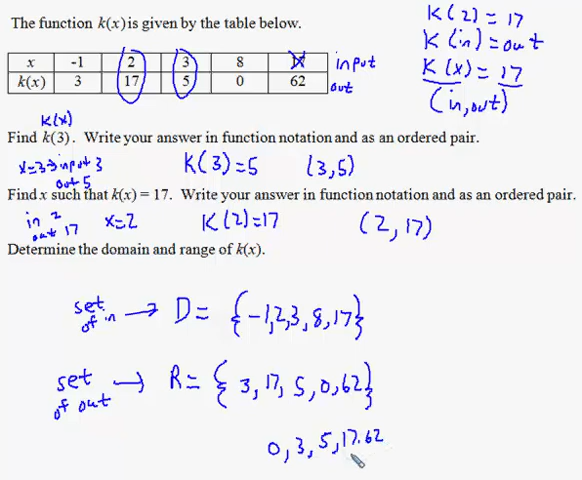 The function k(x) is given by the table below.
K(2) = 17
K(in) = out
K(x) = 17
(in, out)
x -1 2 3 8 input
k(x) 3 17 5 0 62 out
K(x)
Find k(3). Write your answer in function notation and as an ordered pair.
x=3→input 3
out 5
K(3)=5 (3,5)
Find x such that k(x) = 17. Write your answer in function notation and as an ordered pair.
in 2
out 17
x=2 K(2)=17 (2, 17)
Determine the domain and range of k(x).
set of in → D = {-1,2,3,8,17}
set of out → R = {3,17,5,0,62}
0, 3, 5, 17.62